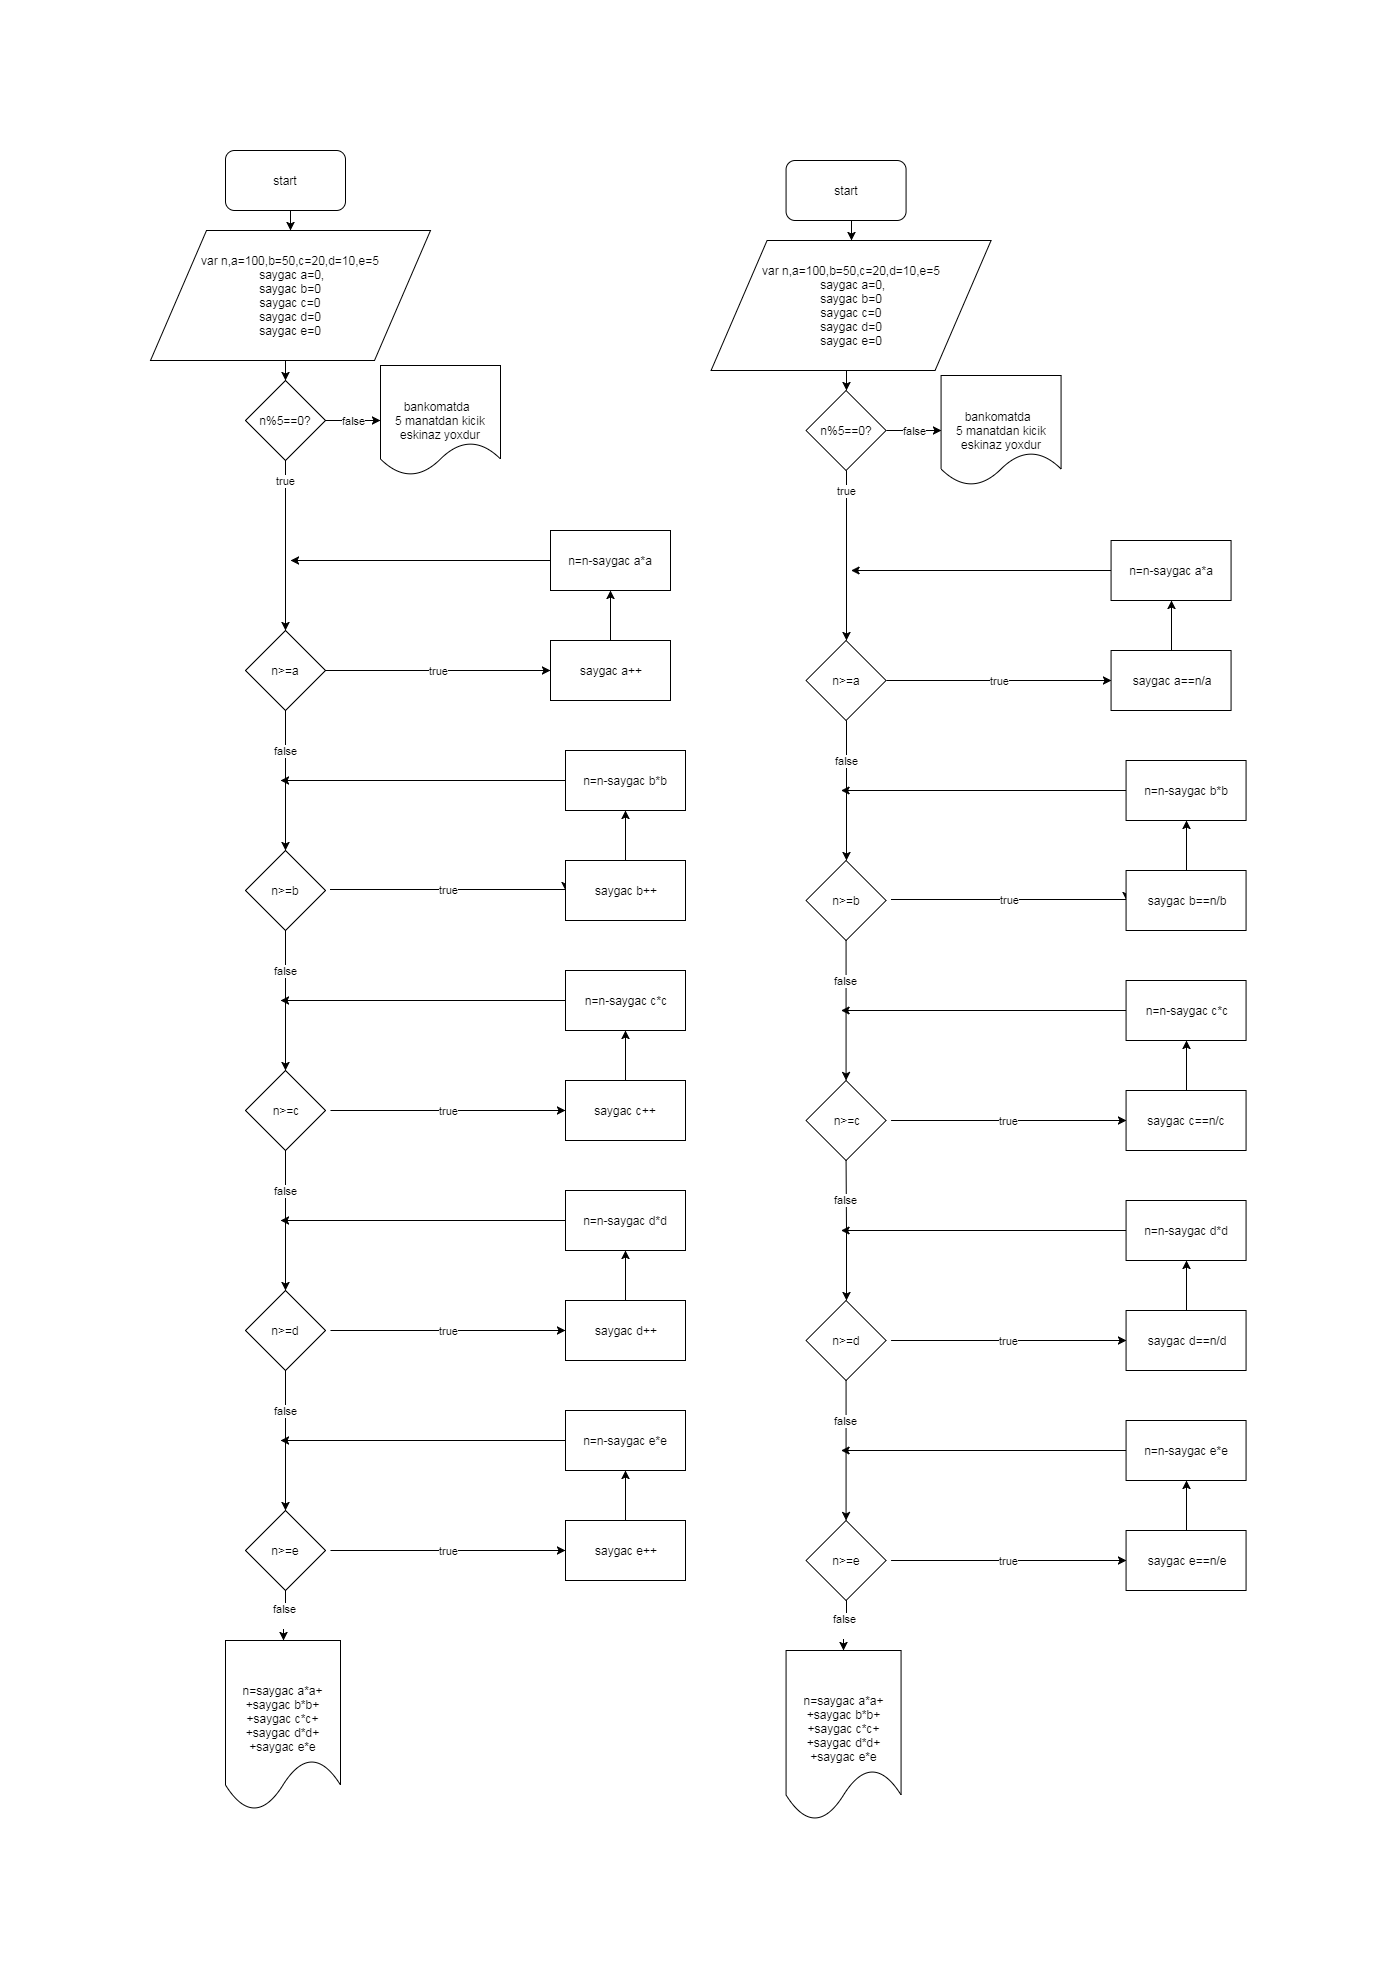 start
var n,a=100,b=50,c=20,d=10,e=5
saygac a=0,
saygac b=0
saygac c=0
saygac d=0
saygac e=0
n%5==0?
false
bankomatda
5 manatdan kicik
eskinaz yoxdur
true
n=n-saygac a*a
n>=a
true
saygac a++
false
n=n-saygac b*b
n>=b
true
saygac b++
false
n=n-saygac c*c
n>=c
true
saygac c++
false
n=n-saygac d*d
n>=d
true
saygac d++
false
n=n-saygac e*e
n>=e
true
saygac e++
false
n=saygac a*a+
+saygac b*b+
+saygac c*c+
+saygac d*d+
+saygac e*e
start
var n,a=100,b=50,c=20,d=10,e=5
saygac a=0,
saygac b=0
saygac c=0
saygac d=0
saygac e=0
n%5==0?
false
bankomatda
5 manatdan kicik
eskinaz yoxdur
true
n=n-saygac a*a
n>=a
true
saygac a==n/a
false
n=n-saygac b*b
n>=b
true
saygac b==n/b
false
n=n-saygac c*c
n>=c
true
saygac c==n/c
false
n=n-saygac d*d
n>=d
true
saygac d==n/d
false
n=n-saygac e*e
n>=e
true
saygac e==n/e
false
n=saygac a*a+
+saygac b*b+
+saygac c*c+
+saygac d*d+
+saygac e*e